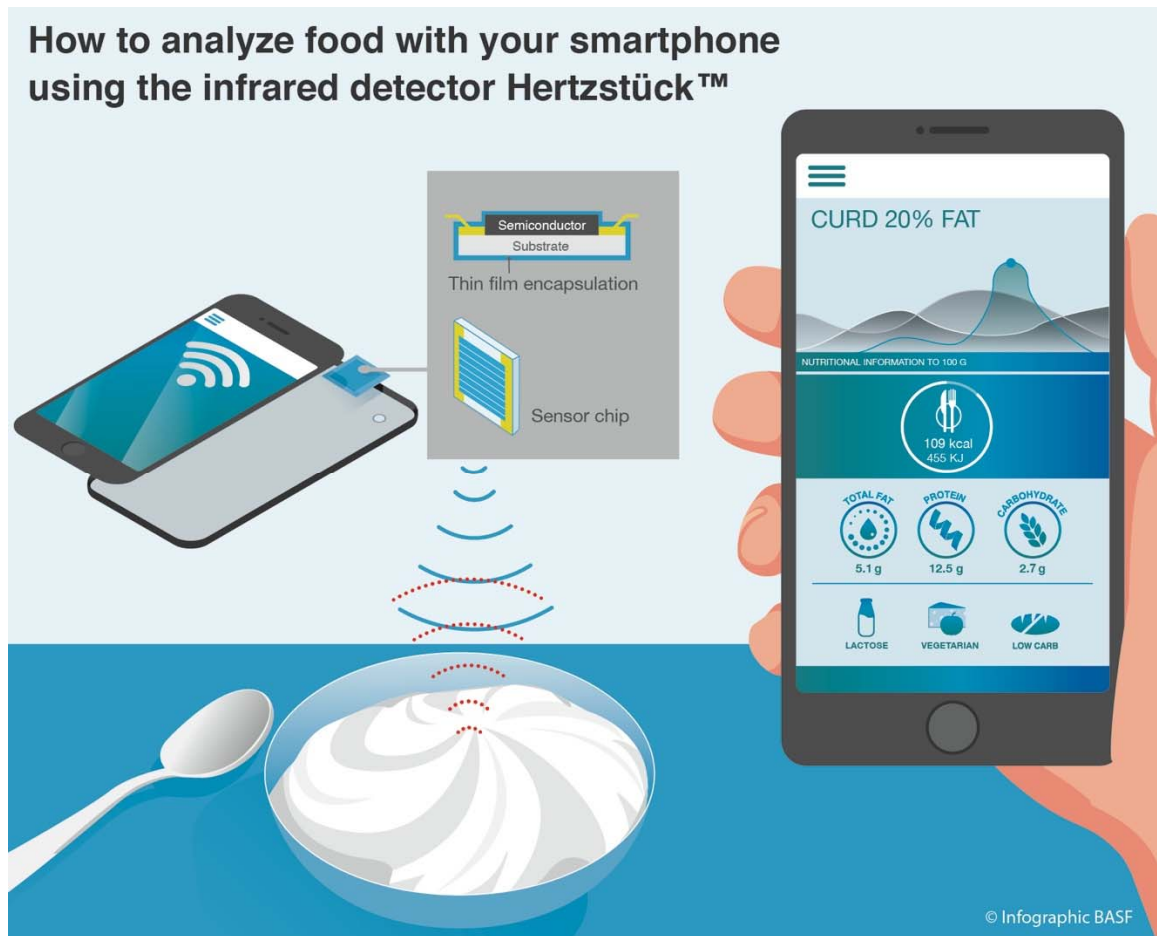 How to analyze food with your smartphone
using the infrared detector Hertzstück™
Semiconductor
Substrate
Thin film encapsulation
Sensor chip
CURD 20% FAT
NUTRITIONAL INFORMATION TO 100 G
109 kcal
455 KJ
TOTAL FAT
PROTEIN
CARBOHYDRATE
5.1 g
12.5 g
2.7 g
LACTOSE
VEGETARIAN
LOW CARB
© Infographic BASF